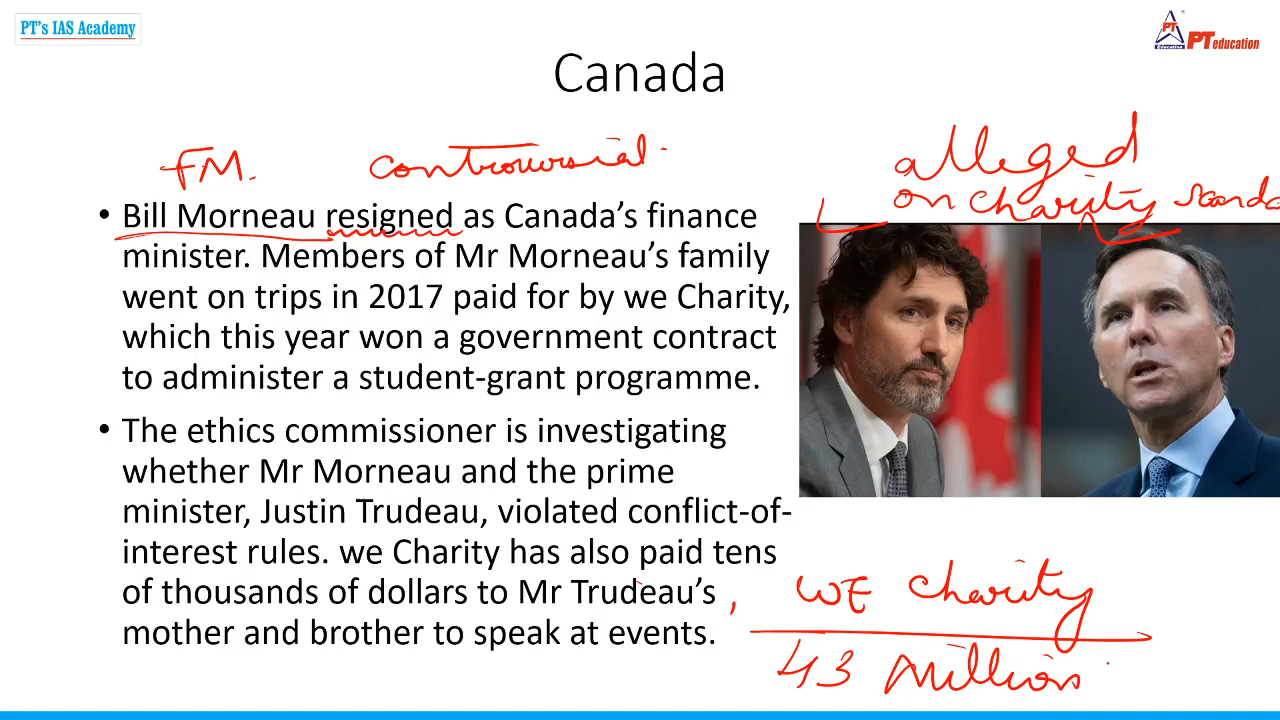 PT's IAS Academy
PT
Education
PT education
Canada
FM.
controversial.
alleged
on charity scanda
• Bill Morneau resigned as Canada's finance
minister. Members of Mr Morneau's family
went on trips in 2017 paid for by we Charity,
which this year won a government contract
to administer a student-grant programme.
• The ethics commissioner is investigating
whether Mr Morneau and the prime
minister, Justin Trudeau, violated conflict-of-
interest rules. we Charity has also paid tens
of thousands of dollars to Mr Trudeau's
mother and brother to speak at events.
WE Charity
43 Million